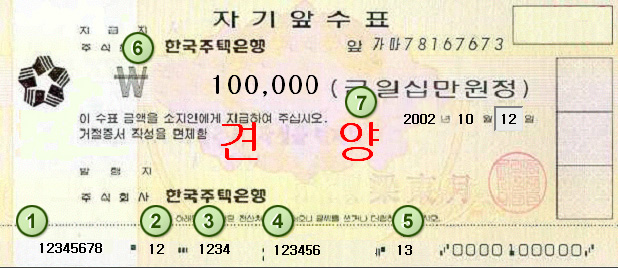 자기앞수표
지급지
주식회 ⑥ 한국주택은행 앞 가마78167673
₩ 100,000 (금일십만원정)
⑦
이 수표 금액을 소지인에게 지급하여 주십시오.
거절증서 작성을 면제함
2002 년 10 월 12 일
견 양
발행지
주식회사 한국주택은행
① ② ③ ④ ⑤
12345678 12 1234 123456 13 0000100000